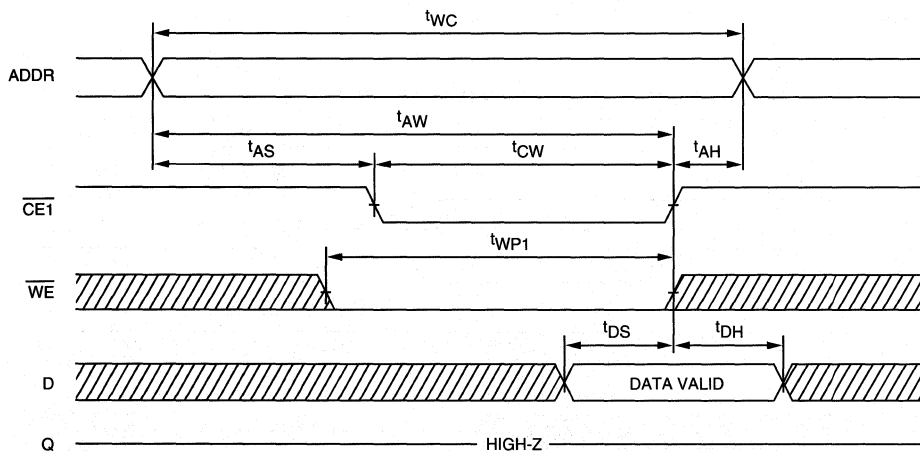 tWC
ADDR
tAW
tAS
tCW
tAH
CE1
tWP1
WE
tDS
tDH
D
DATA VALID
Q
HIGH-Z